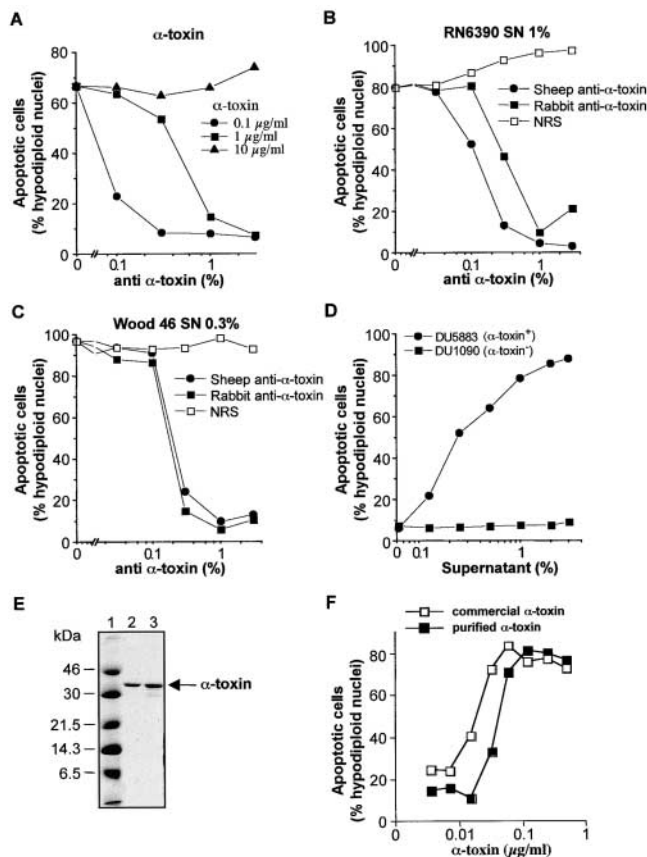 A
α-toxin
Apoptotic cells
(% hypodiploid nuclei)
80
60
40
20
0
α-toxin
0.1 µg/ml
1 µg/ml
10 µg/ml
0
0.1
1
anti α-toxin (%)
B
RN6390 SN 1%
Apoptotic cells
(% hypodiploid nuclei)
100
80
60
40
20
0
Sheep anti-α-toxin
Rabbit anti-α-toxin
NRS
0
0.1
1
anti α-toxin (%)
C
Wood 46 SN 0.3%
Apoptotic cells
(% hypodiploid nuclei)
100
80
60
40
20
0
Sheep anti-α-toxin
Rabbit anti-α-toxin
NRS
0
0.1
1
anti α-toxin (%)
D
Apoptotic cells
(% hypodiploid nuclei)
100
80
60
40
20
0
DU5883 (α-toxin⁺)
DU1090 (α-toxin⁻)
0
0.1
1
Supernatant (%)
E
1 2 3
kDa
46
30
21.5
14.3
6.5
α-toxin
F
commercial α-toxin
purified α-toxin
Apoptotic cells
(% hypodiploid nuclei)
80
60
40
20
0
0
0.01
0.1
1
α-toxin (µg/ml)